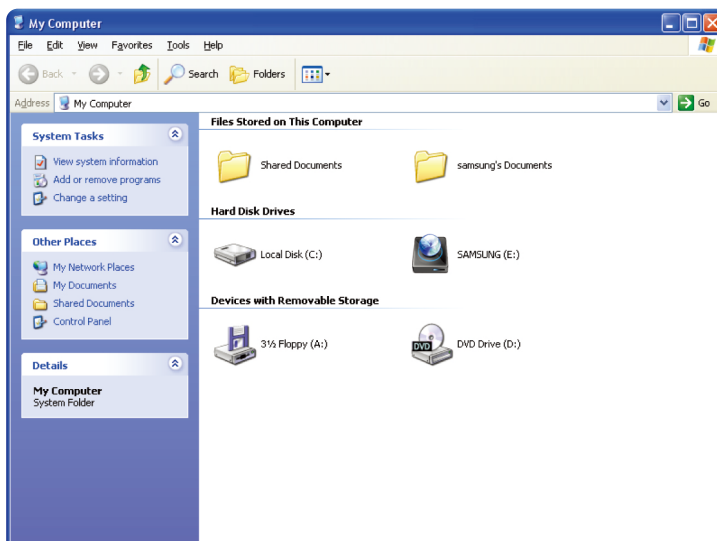 My Computer
File Edit View Favorites Tools Help
Back Search Folders
Address My Computer Go
System Tasks
View system information
Add or remove programs
Change a setting
Other Places
My Network Places
My Documents
Shared Documents
Control Panel
Details
My Computer
System Folder
Files Stored on This Computer
Shared Documents samsung's Documents
Hard Disk Drives
Local Disk (C:) SAMSUNG (E:)
Devices with Removable Storage
3½ Floppy (A:) DVD DVD Drive (D:)